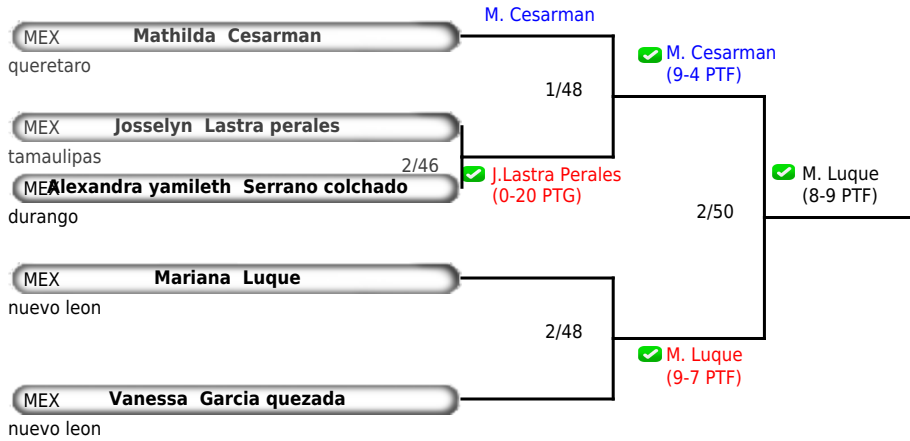 M. Cesarman
MEX Mathilda Cesarman
queretaro
M. Cesarman
(9-4 PTF)
1/48
MEX Josselyn Lastra perales
tamaulipas
2/46
J.Lastra Perales
(0-20 PTG)
MEX Alexandra yamileth Serrano colchado
durango
M. Luque
(8-9 PTF)
2/50
MEX Mariana Luque
nuevo leon
2/48
M. Luque
(9-7 PTF)
MEX Vanessa Garcia quezada
nuevo leon